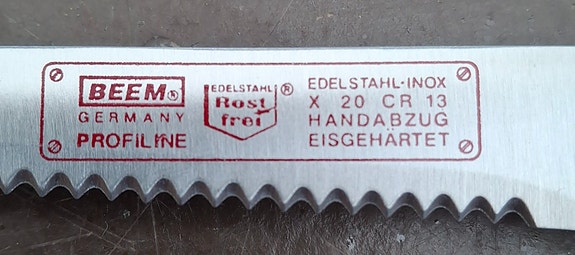 BEEM®
GERMANY
PROFILINE
EDELSTAHL ®
Rost
frei
EDELSTAHL-INOX
X 20 CR 13
HANDABZUG
EISGEHÄRTET